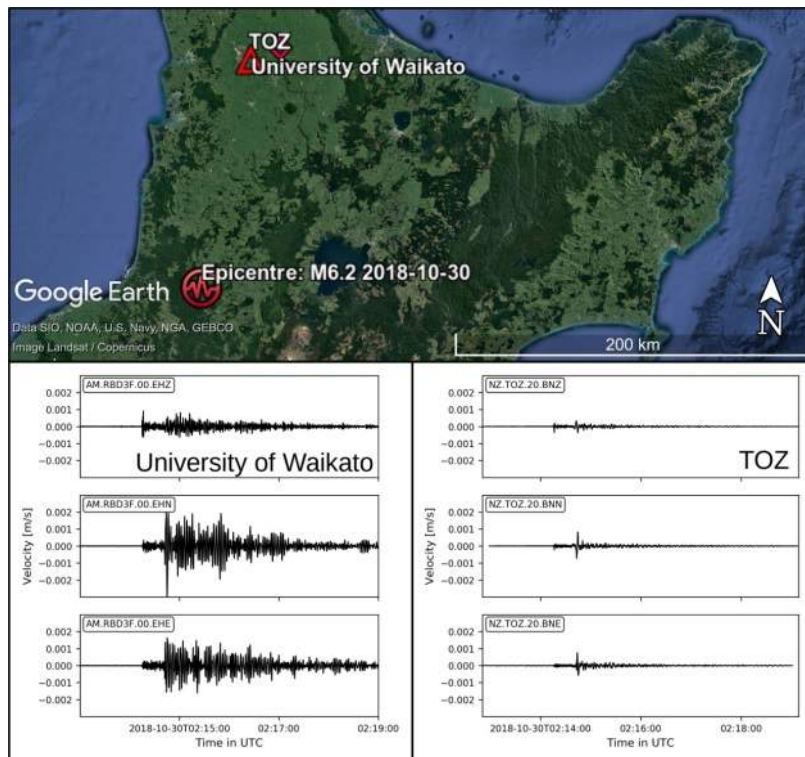 TOZ
University of Waikato
Epicentre: M6.2 2018-10-30
Google Earth
Data SIO, NOAA, U.S. Navy, NGA, GEBCO
Image Landsat / Copernicus
200 km
N
AM.RBD3F.00.EHZ
0.002
0.001
0.000
−0.001
−0.002
University of Waikato
AM.RBD3F.00.EHN
0.002
0.001
0.000
−0.001
−0.002
Velocity [m/s]
AM.RBD3F.00.EHE
0.002
0.001
0.000
−0.001
−0.002
2018-10-30T02:15:00 02:17:00 02:19:00
Time in UTC
NZ.TOZ.20.BNZ
0.002
0.001
0.000
−0.001
−0.002
TOZ
NZ.TOZ.20.BNN
0.002
0.001
0.000
−0.001
−0.002
Velocity [m/s]
NZ.TOZ.20.BNE
0.002
0.001
0.000
−0.001
−0.002
2018-10-30T02:14:00 02:16:00 02:18:00
Time in UTC